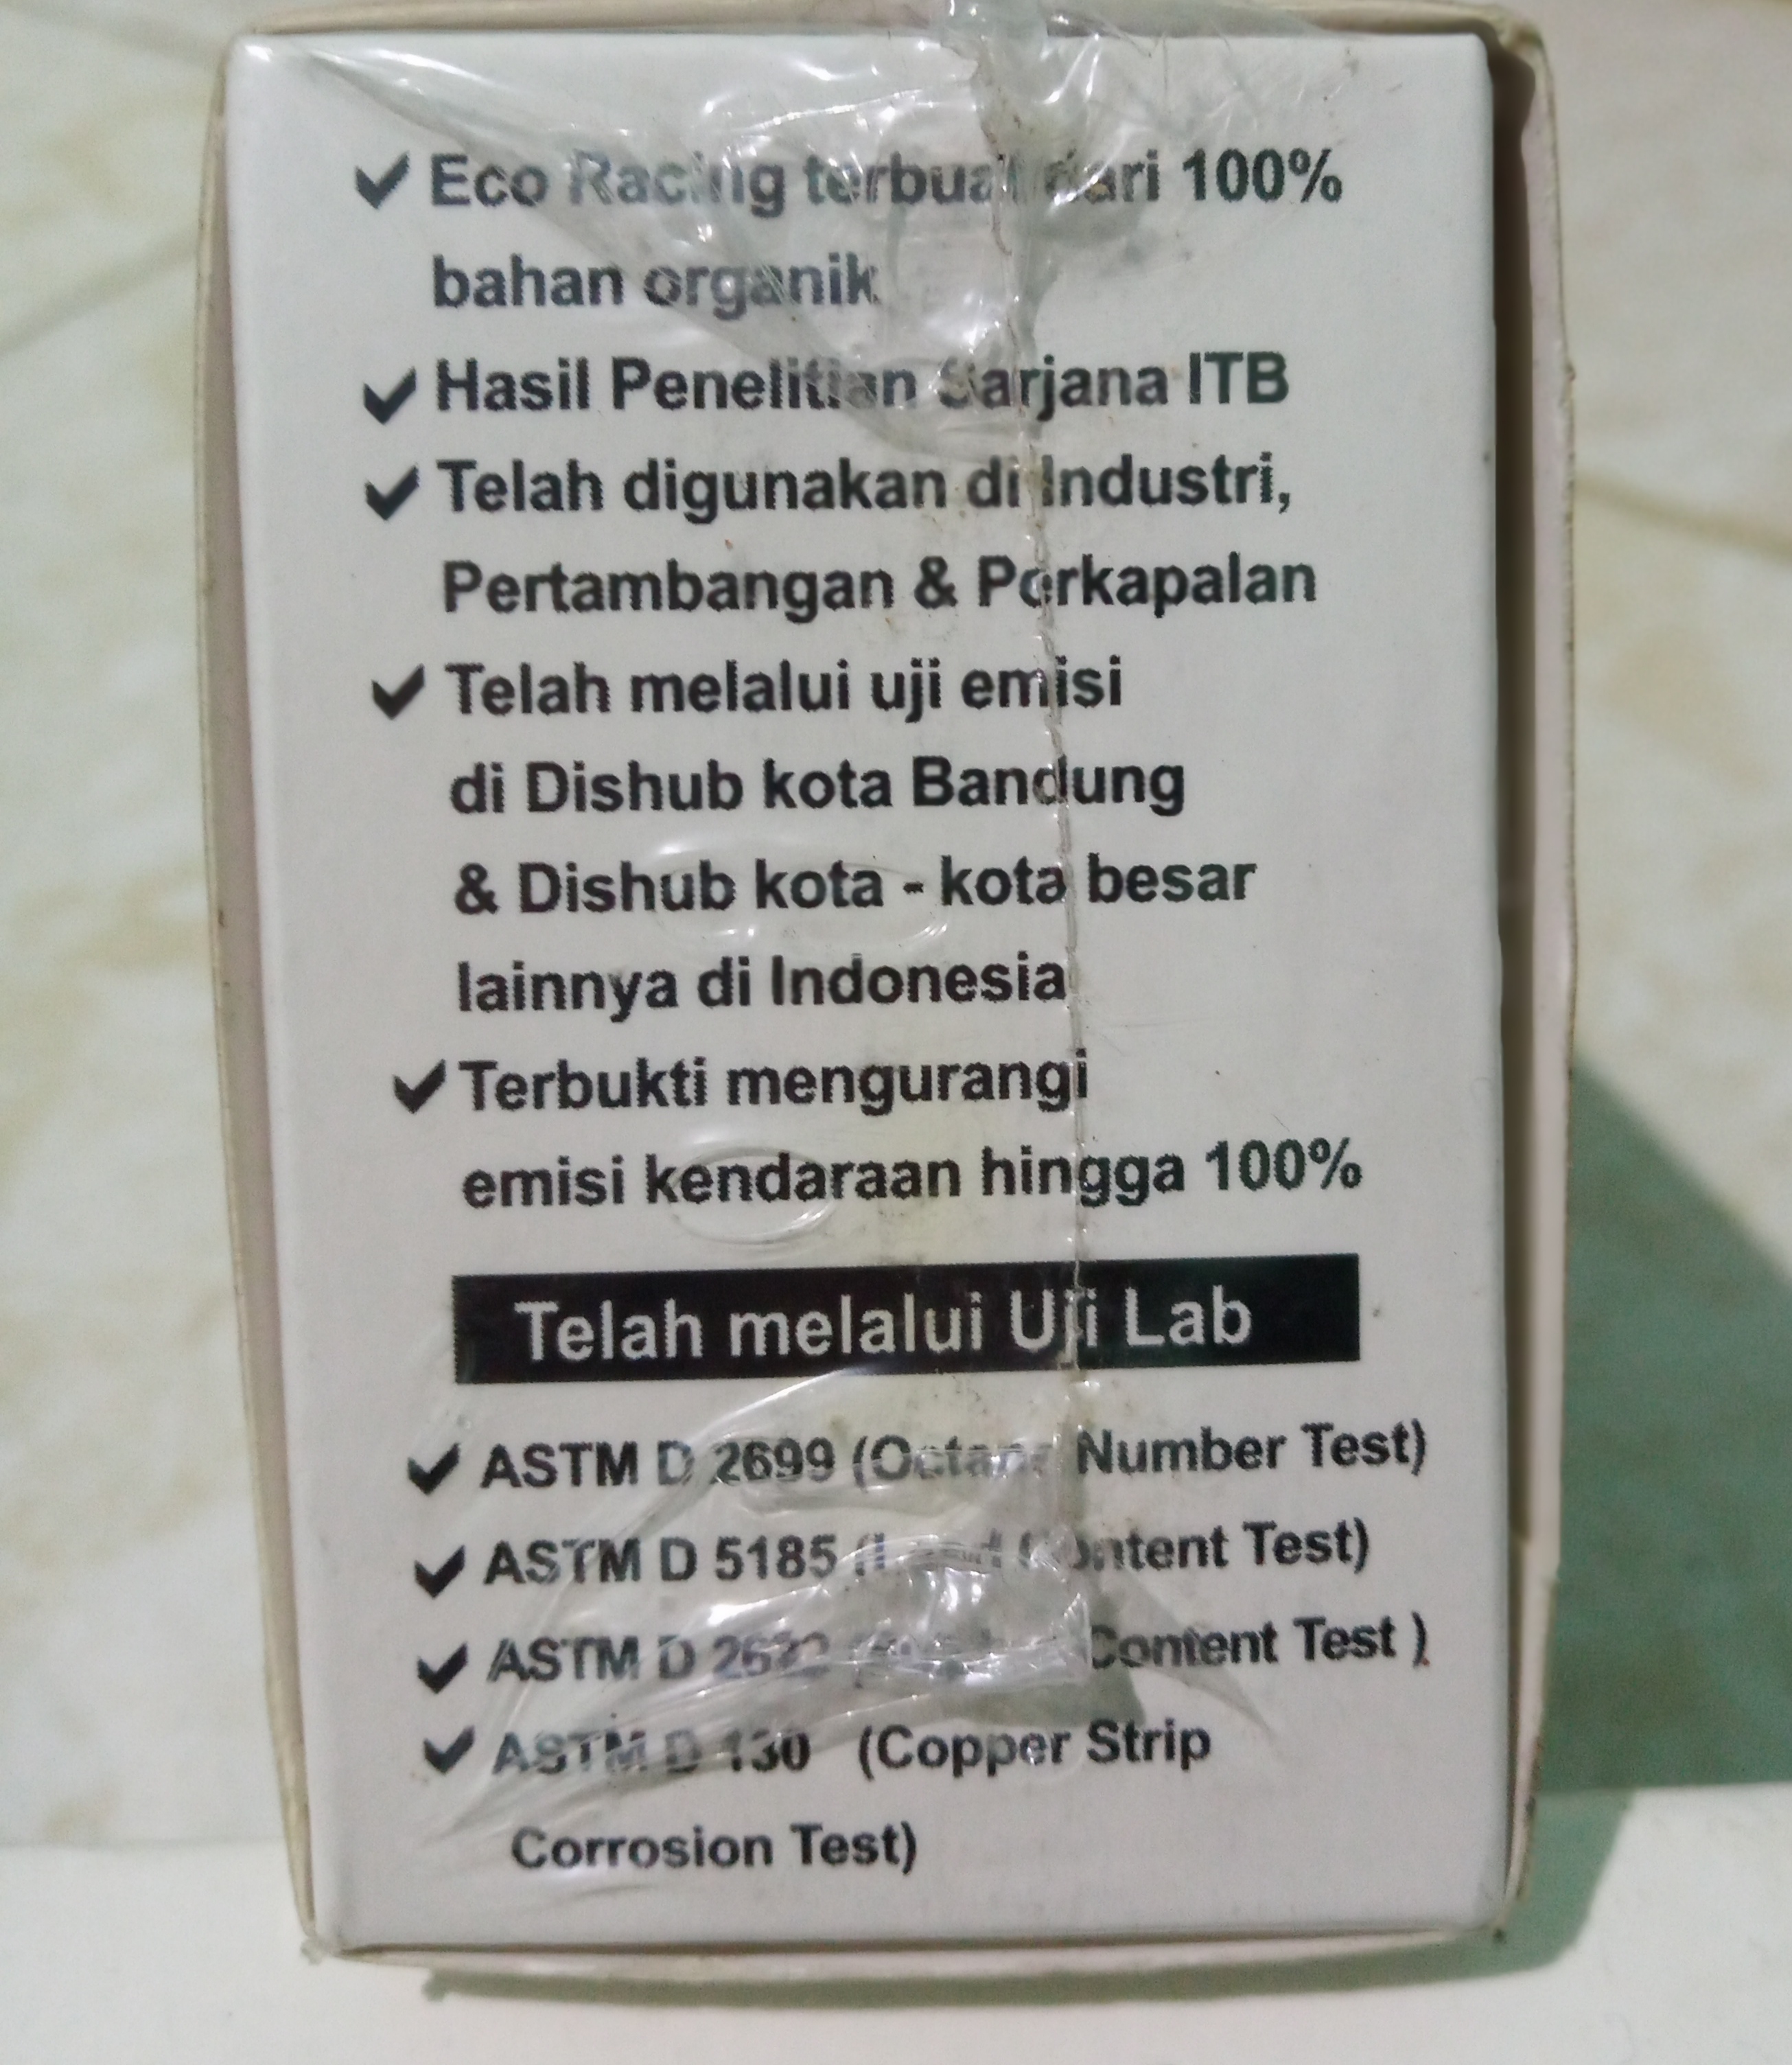 Eco Racing terbuat dari 100%
bahan organik
Hasil Penelitian Sarjana ITB
Telah digunakan di Industri,
Pertambangan & Perkapalan
Telah melalui uji emisi
di Dishub kota Bandung
& Dishub kota - kota besar
lainnya di Indonesia
Terbukti mengurangi
emisi kendaraan hingga 100%
Telah melalui Uji Lab
ASTM D 2699 (Octane Number Test)
ASTM D 5185 Content Test)
ASTM D Content Test )
ASTM D 130 (Copper Strip
Corrosion Test)